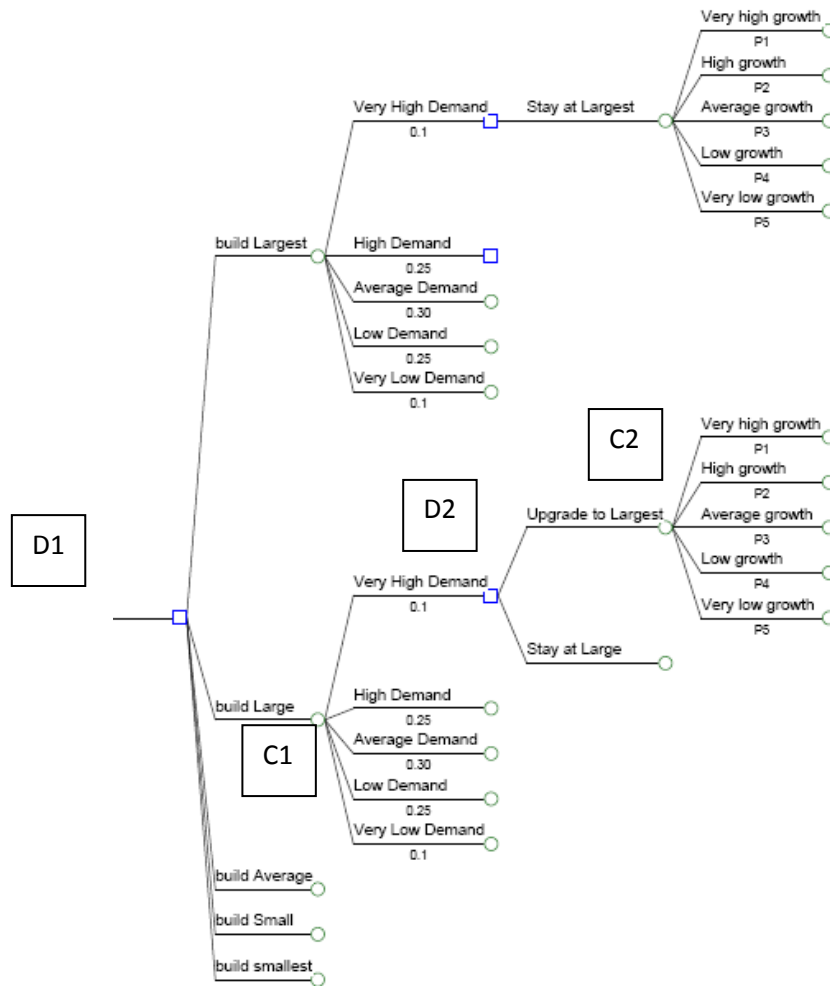 Very high growth
P1
High growth
P2
Very High Demand
Stay at Largest
Average growth
0.1
P3
Low growth
P4
Very low growth
P5
build Largest
High Demand
0.25
Average Demand
0.30
Low Demand
0.25
Very Low Demand
0.1
C2
Very high growth
P1
High growth
P2
D2
Upgrade to Largest
Average growth
P3
D1
Low growth
P4
Very High Demand
0.1
Very low growth
P5
Stay at Large
build Large
High Demand
0.25
C1
Average Demand
0.30
Low Demand
0.25
Very Low Demand
0.1
build Average
build Small
build smallest